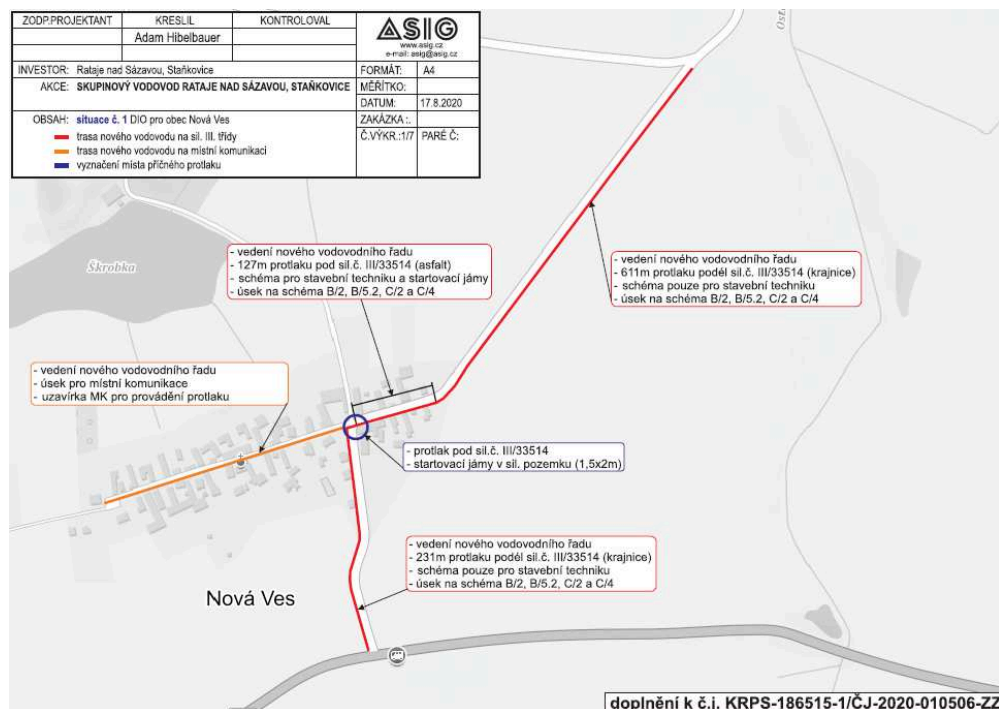 ZODP.PROJEKTANT KRESLIL KONTROLOVAL
Adam Hibelbauer
ASIG
www.asig.cz
e-mail: asig@asig.cz
INVESTOR: Rataje nad Sázavou, Staňkovice
FORMÁT: A4
AKCE: SKUPINOVÝ VODOVOD RATAJE NAD SÁZAVOU, STAŇKOVICE
MĚŘÍTKO:
DATUM: 17.8.2020
OBSAH: situace č. 1 DIO pro obec Nová Ves
ZAKÁZKA :.
trasa nového vodovodu na sil. III. třídy
Č.VÝKR.:1/7 PARÉ Č:
trasa nového vodovodu na místní komunikaci
vyznačení místa příčného protlaku
Škrobka
- vedení nového vodovodního řadu
- 127m protlaku pod sil.č. III/33514 (asfalt)
- schéma pro stavební techniku a startovací jámy
- úsek na schéma B/2, B/5.2, C/2 a C/4
- vedení nového vodovodního řadu
- 611m protlaku podél sil.č. III/33514 (krajnice)
- schéma pouze pro stavební techniku
- úsek na schéma B/2, B/5.2, C/2 a C/4
- vedení nového vodovodního řadu
- úsek pro místní komunikace
- uzavírka MK pro provádění protlaku
- protlak pod sil.č. III/33514
- startovací jámy v sil. pozemku (1,5x2m)
- vedení nového vodovodního řadu
- 231m protlaku podél sil.č. III/33514 (krajnice)
- schéma pouze pro stavební techniku
- úsek na schéma B/2, B/5.2, C/2 a C/4
Nová Ves
doplnění k č.j. KRPS-186515-1/ČJ-2020-010506-ZZ